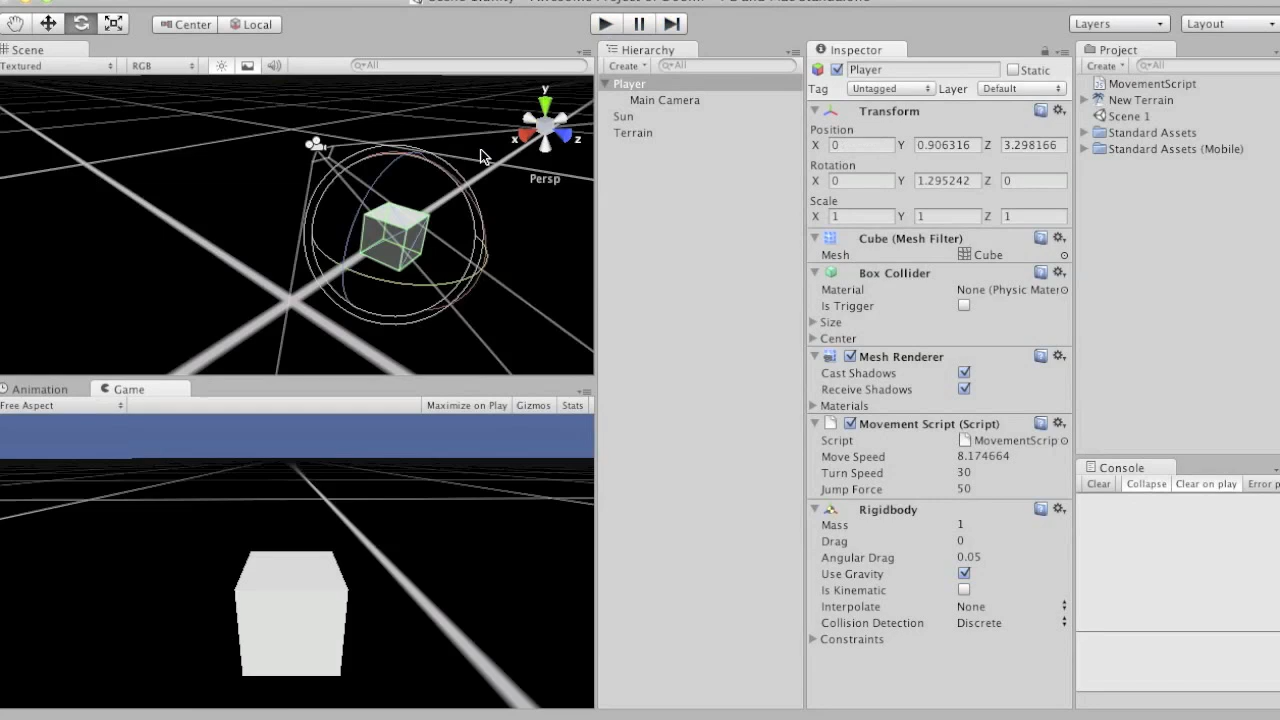 Center
Local
Layers
Layout
Scene
Textured
RGB
All
y
x
z
Persp
Animation
Game
Free Aspect
Maximize on Play
Gizmos
Stats
Hierarchy
Create
All
Player
Main Camera
Sun
Terrain
Inspector
Player
Static
Tag
Untagged
Layer
Default
Transform
Position
X 0 Y 0.906316 Z 3.298166
Rotation
X 0 Y 1.295242 Z 0
Scale
X 1 Y 1 Z 1
Cube (Mesh Filter)
Mesh Cube
Box Collider
Material None (Physic Mater
Is Trigger
Size
Center
Mesh Renderer
Cast Shadows
Receive Shadows
Materials
Movement Script (Script)
Script MovementScrip
Move Speed 8.174664
Turn Speed 30
Jump Force 50
Rigidbody
Mass 1
Drag 0
Angular Drag 0.05
Use Gravity
Is Kinematic
Interpolate None
Collision Detection Discrete
Constraints
Project
Create
All
MovementScript
New Terrain
Scene 1
Standard Assets
Standard Assets (Mobile)
Console
Clear
Collapse
Clear on play
Error p